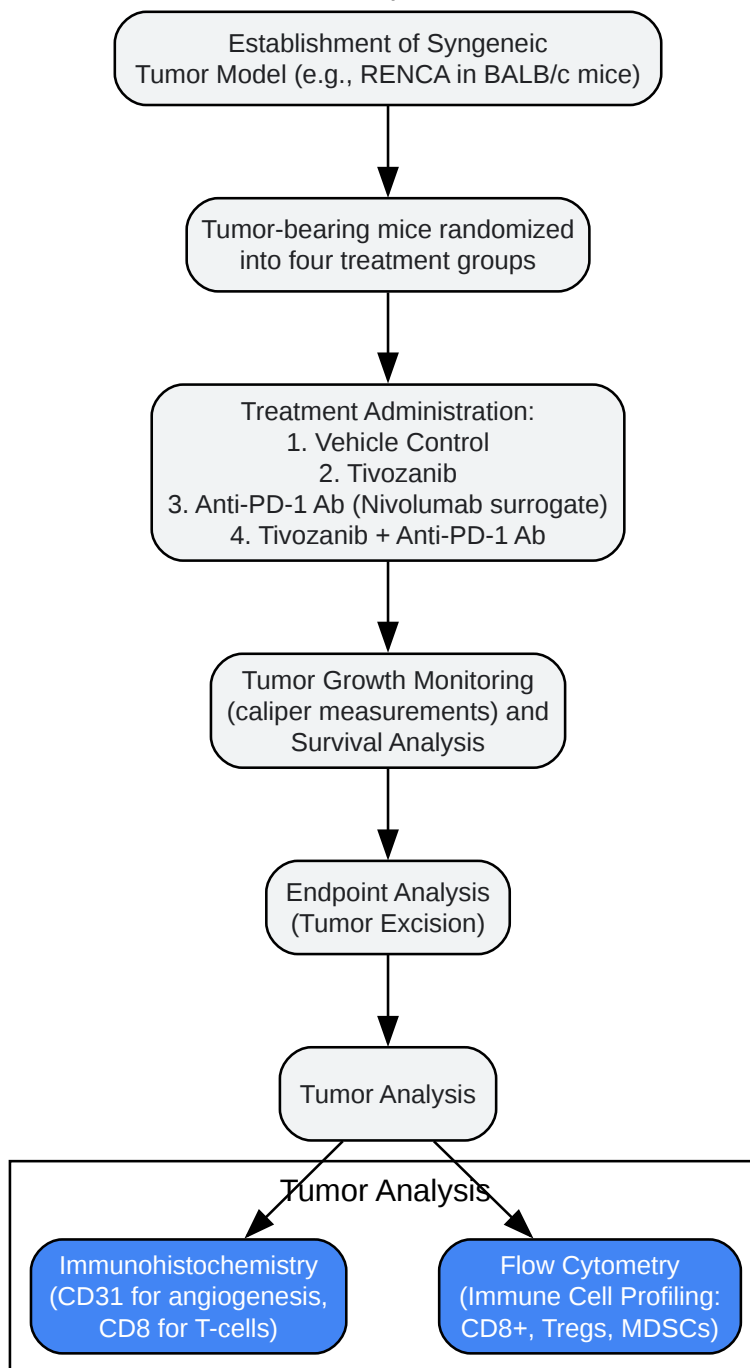 Establishment of Syngeneic
Tumor Model (e.g., RENCA in BALB/c mice)
Tumor-bearing mice randomized
into four treatment groups
Treatment Administration:
1. Vehicle Control
2. Tivozanib
3. Anti-PD-1 Ab (Nivolumab surrogate)
4. Tivozanib + Anti-PD-1 Ab
Tumor Growth Monitoring
(caliper measurements) and
Survival Analysis
Endpoint Analysis
(Tumor Excision)
Tumor Analysis
Tumor Analysis
Immunohistochemistry
(CD31 for angiogenesis,
CD8 for T-cells)
Flow Cytometry
(Immune Cell Profiling:
CD8+, Tregs, MDSCs)